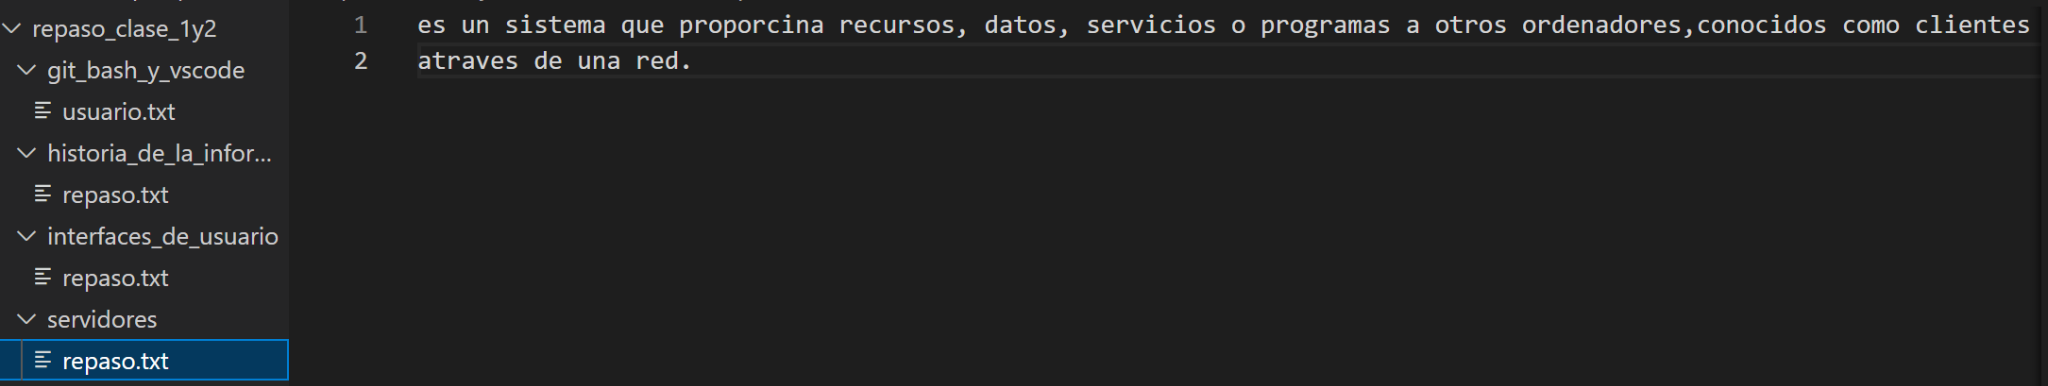 repaso_clase_1y2
git_bash_y_vscode
usuario.txt
historia_de_la_infor...
repaso.txt
interfaces_de_usuario
repaso.txt
servidores
repaso.txt
1 es un sistema que proporcina recursos, datos, servicios o programas a otros ordenadores,conocidos como clientes
2 atraves de una red.